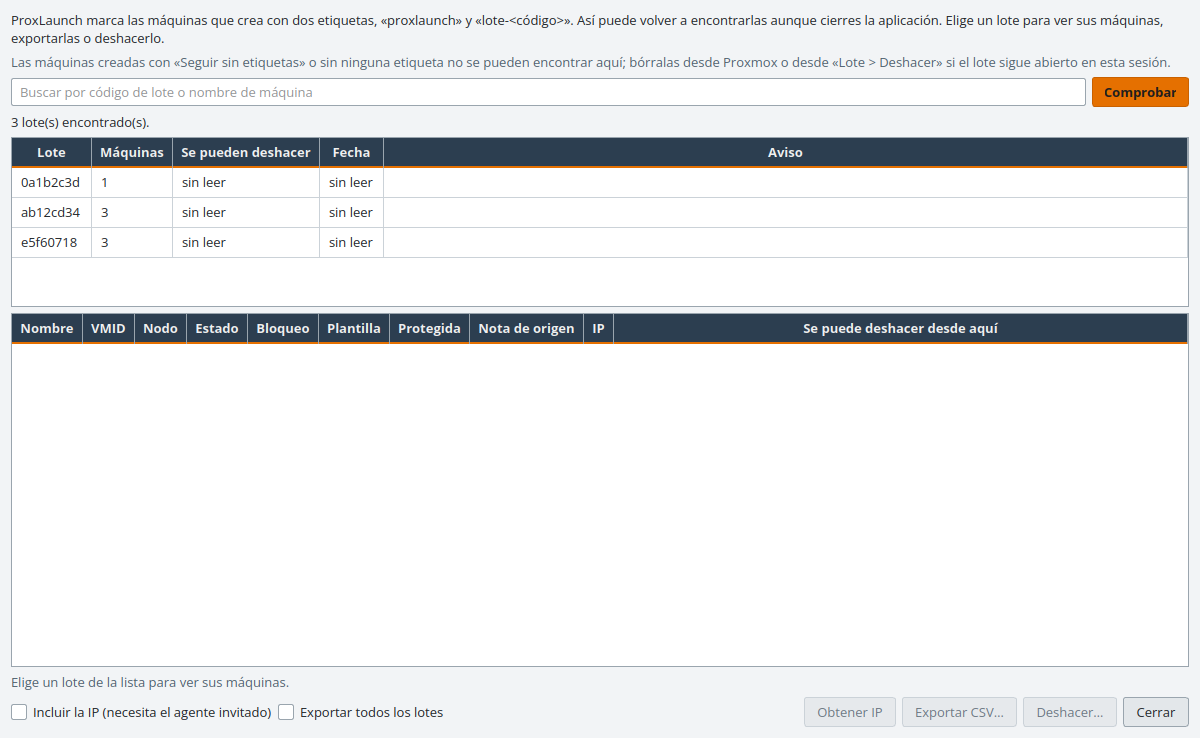 ProxLaunch marca las máquinas que crea con dos etiquetas, «proxlaunch» y «lote-<código>». Así puede volver a encontrarlas aunque cierres la aplicación. Elige un lote para ver sus máquinas,
exportarlas o deshacerlo.
Las máquinas creadas con «Seguir sin etiquetas» o sin ninguna etiqueta no se pueden encontrar aquí; bórralas desde Proxmox o desde «Lote > Deshacer» si el lote sigue abierto en esta sesión.
Buscar por código de lote o nombre de máquina Comprobar
3 lote(s) encontrado(s).
Lote Máquinas Se pueden deshacer Fecha Aviso
0a1b2c3d 1 sin leer sin leer
ab12cd34 3 sin leer sin leer
e5f60718 3 sin leer sin leer
Nombre VMID Nodo Estado Bloqueo Plantilla Protegida Nota de origen IP Se puede deshacer desde aquí
Elige un lote de la lista para ver sus máquinas.
Incluir la IP (necesita el agente invitado) Exportar todos los lotes Obtener IP Exportar CSV... Deshacer... Cerrar